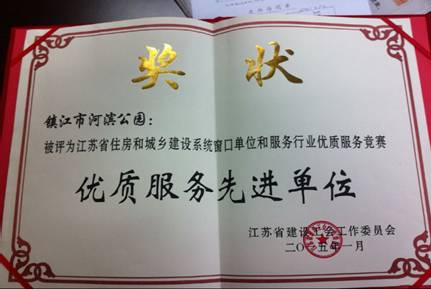 奖状
镇江市河滨公园：
被评为江苏省住房和城乡建设系统窗口单位和服务行业优质服务竞赛
优质服务先进单位
江苏省建设工会工作委员会
二〇一五年一月